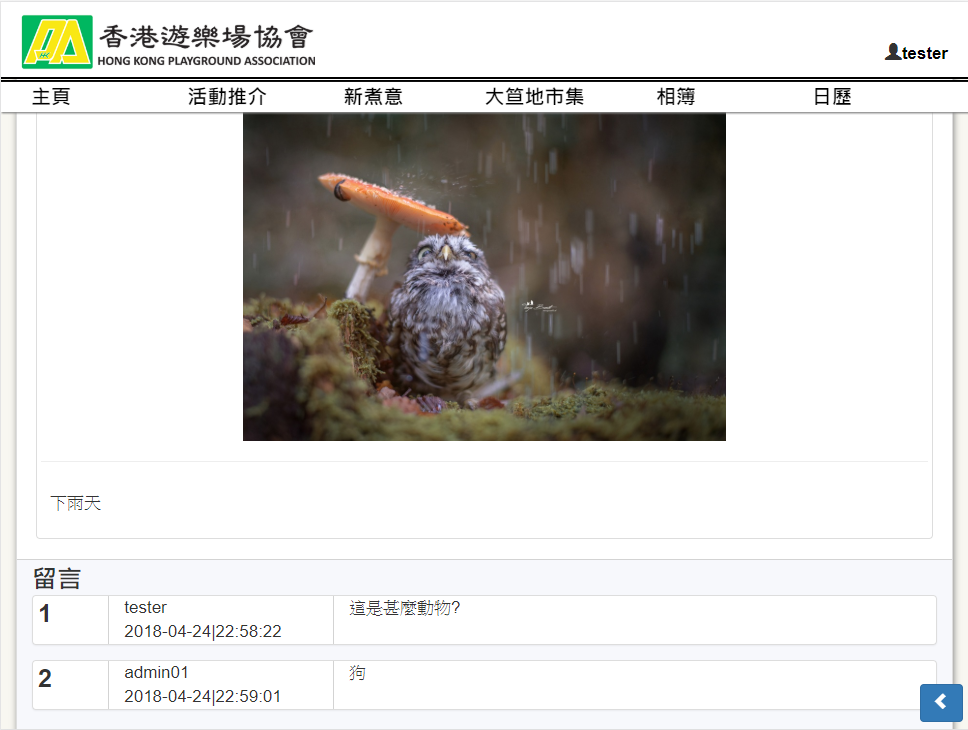 香港遊樂場協會
HONG KONG PLAYGROUND ASSOCIATION
tester
主頁 活動推介 新煮意 大笪地市集 相簿 日歷
下雨天
留言
1 tester 這是甚麼動物?
2018-04-24|22:58:22
2 admin01 狗
2018-04-24|22:59:01